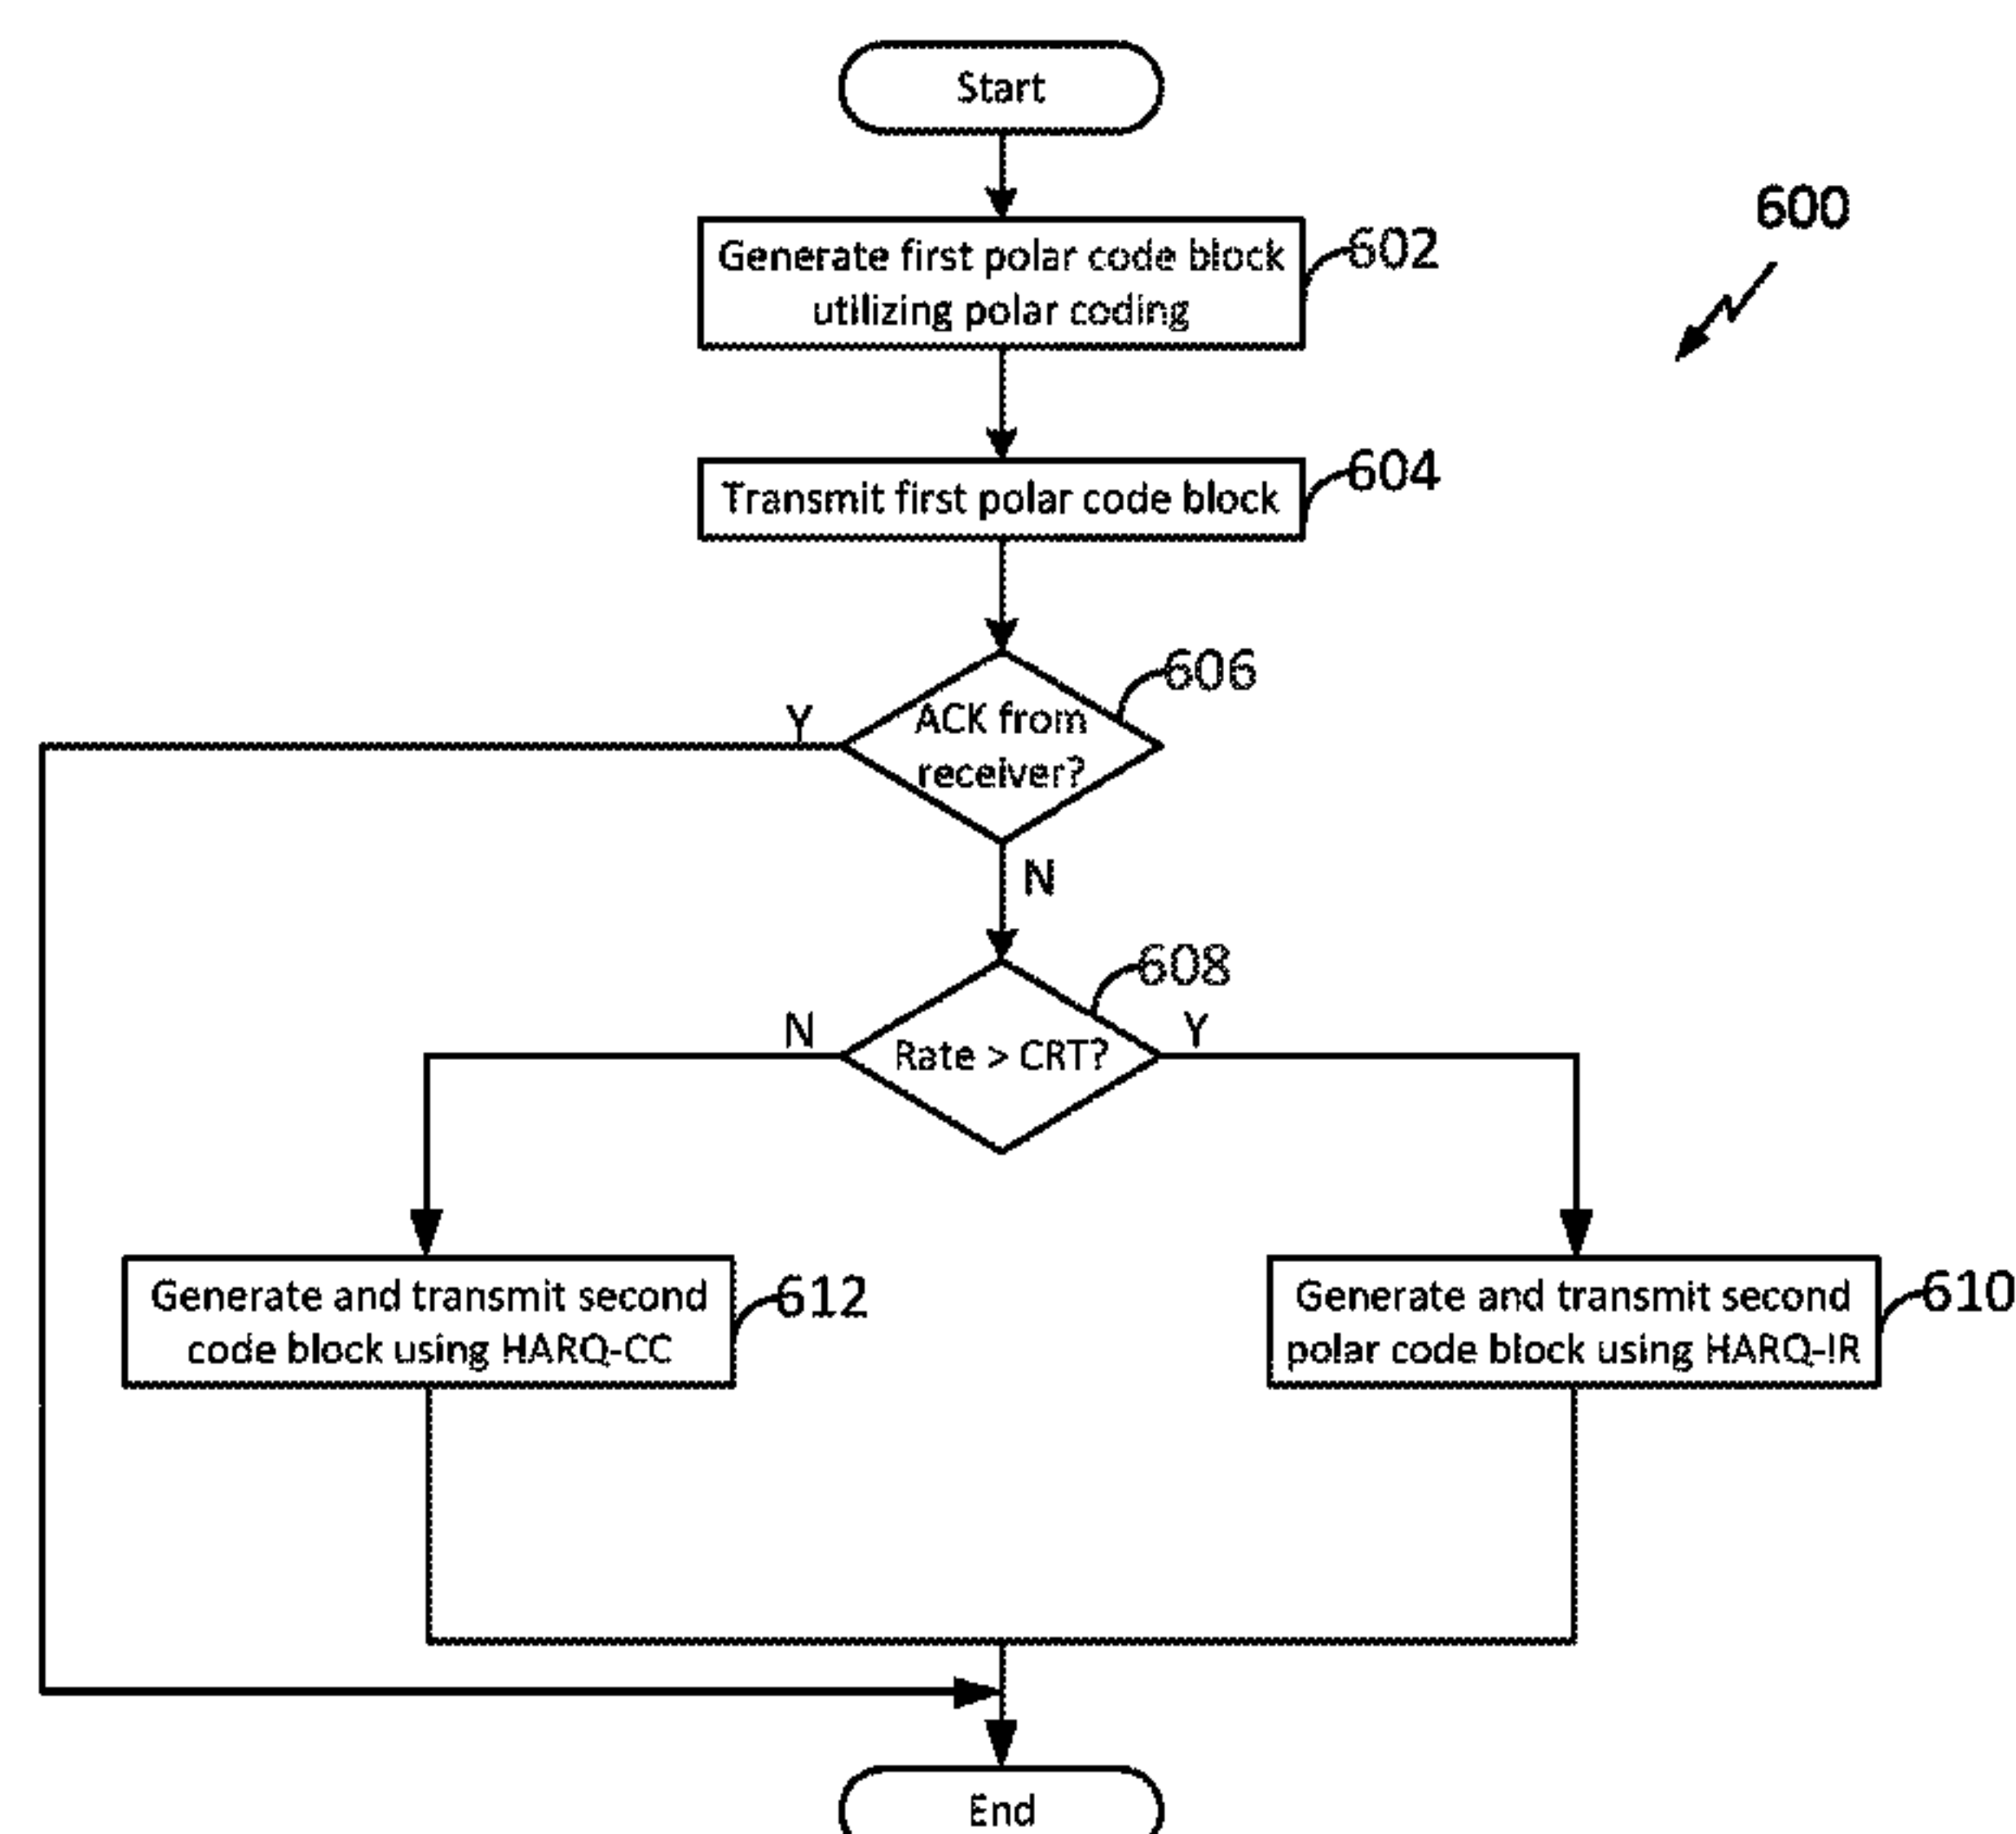 Start
600
Generate first polar code block
utilizing polar coding
602
Transmit first polar code block
604
606
ACK from
receiver?
Y
N
608
Rate > CRT?
N
Y
Generate and transmit second
code block using HARQ-CC
612
Generate and transmit second
polar code block using HARQ-IR
610
End